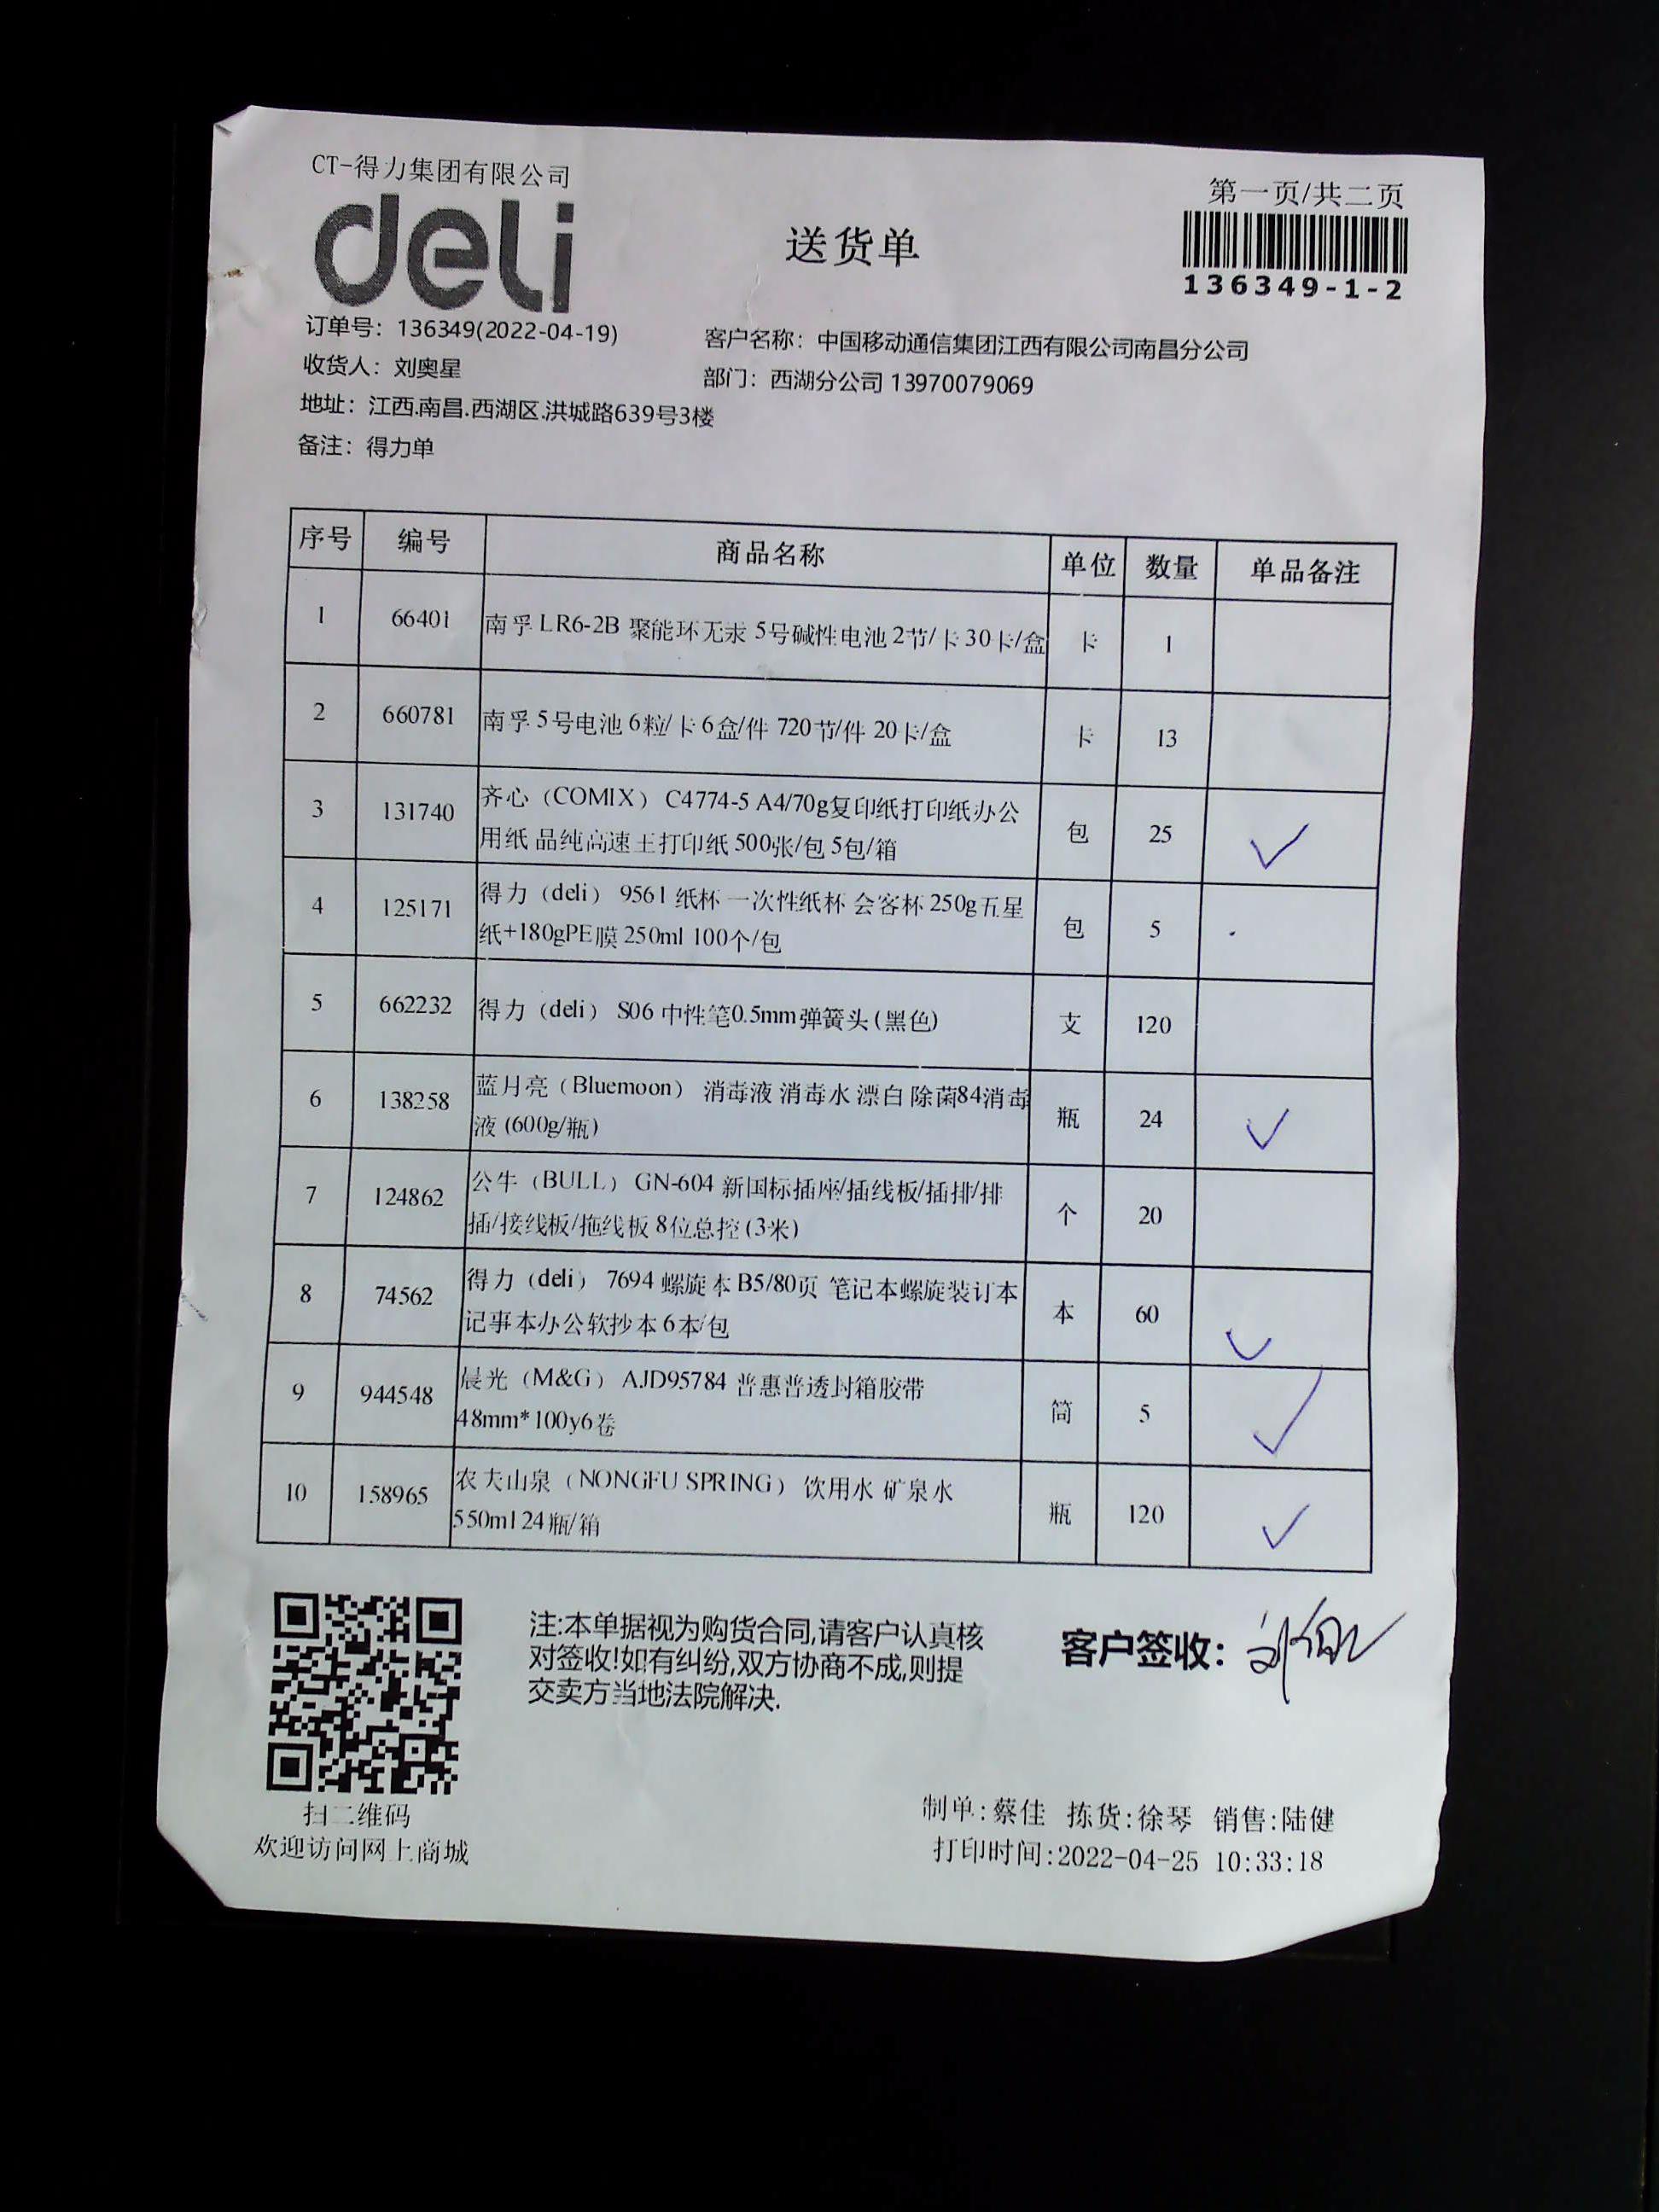 CT-得力集团有限公司
第一页/共二页
deli
送货单
136349-1-2
订单号：136349(2022-04-19)
客户名称：中国移动通信集团江西有限公司南昌分公司
收货人：刘奥星
部门：西湖分公司 13970079069
地址：江西.南昌.西湖区.洪城路639号3楼
备注：得力单
序号 编号 商品名称 单位 数量 单品备注
1 66401 南孚 LR6-2B 聚能环无汞 5号碱性电池 2节/卡 30卡/盒 卡 1
2 660781 南孚 5号电池 6粒/卡 6盒/件 720节/件 20卡/盒 卡 13
3 131740 齐心（COMIX） C4774-5 A4/70g复印纸打印纸办公
用纸 品纯高速王打印纸 500张/包 5包/箱 包 25 ✓
4 125171 得力（deli） 9561 纸杯 一次性纸杯 会客杯 250g五星
纸+180gPE膜 250ml 100个/包 包 5
5 662232 得力（deli） S06 中性笔0.5mm弹簧头(黑色) 支 120
6 138258 蓝月亮（Bluemoon） 消毒液 消毒水 漂白 除菌84消毒
液 (600g/瓶) 瓶 24 ✓
7 124862 公牛（BULL） GN-604 新国标插座/插线板/插排/排
插/接线板/拖线板 8位总控 (3米) 个 20
8 74562 得力（deli） 7694 螺旋本 B5/80页 笔记本螺旋装订本
记事本办公软抄本 6本/包 本 60 ✓
9 944548 晨光（M&G） AJD95784 普惠普透封箱胶带
48mm*100y6卷 筒 5 ✓
10 158965 农夫山泉（NONGFU SPRING） 饮用水 矿泉水
550ml 24瓶/箱 瓶 120 ✓
注:本单据视为购货合同,请客户认真核
对签收!如有纠纷,双方协商不成,则提
交卖方当地法院解决.
客户签收：
扫二维码
欢迎访问网上商城
制单:蔡佳 拣货:徐琴 销售:陆健
打印时间:2022-04-25 10:33:18